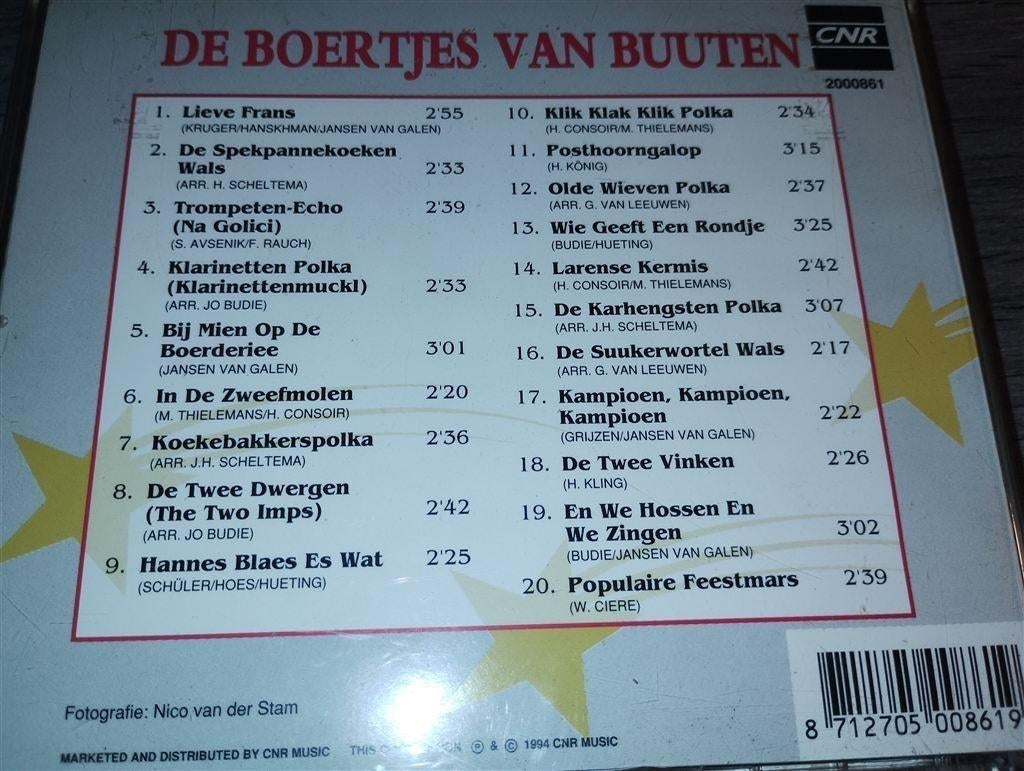 DE BOERTJES VAN BUUTEN
CNR
2000861
1. Lieve Frans 2'55
(KRUGER/HANSKHMAN/JANSEN VAN GALEN)
2. De Spekpannekoeken
Wals 2'33
(ARR. H. SCHELTEMA)
3. Trompeten-Echo 2'39
(Na Golici)
(S. AVSENIK/F. RAUCH)
4. Klarinetten Polka
(Klarinettenmuckl) 2'33
(ARR. JO BUDIE)
5. Bij Mien Op De
Boerderiee 3'01
(JANSEN VAN GALEN)
6. In De Zweefmolen 2'20
(M. THIELEMANS/H. CONSOIR)
7. Koekebakkerspolka 2'36
(ARR. J.H. SCHELTEMA)
8. De Twee Dwergen
(The Two Imps) 2'42
(ARR. JO BUDIE)
9. Hannes Blaes Es Wat 2'25
(SCHÜLER/HOES/HUETING)
10. Klik Klak Klik Polka 2'34
(H. CONSOIR/M. THIELEMANS)
11. Posthoorngalop 3'15
(H. KÖNIG)
12. Olde Wieven Polka 2'37
(ARR. G. VAN LEEUWEN)
13. Wie Geeft Een Rondje 3'25
(BUDIE/HUETING)
14. Larense Kermis 2'42
(H. CONSOIR/M. THIELEMANS)
15. De Karhengsten Polka 3'07
(ARR. J.H. SCHELTEMA)
16. De Suukerwortel Wals 2'17
(ARR. G. VAN LEEUWEN)
17. Kampioen, Kampioen,
Kampioen 2'22
(GRIJZEN/JANSEN VAN GALEN)
18. De Twee Vinken 2'26
(H. KLING)
19. En We Hossen En
We Zingen 3'02
(BUDIE/JANSEN VAN GALEN)
20. Populaire Feestmars 2'39
(W. CIERE)
Fotografie: Nico van der Stam
MARKETED AND DISTRIBUTED BY CNR MUSIC THIS ℗ & © 1994 CNR MUSIC
8 712705 008619